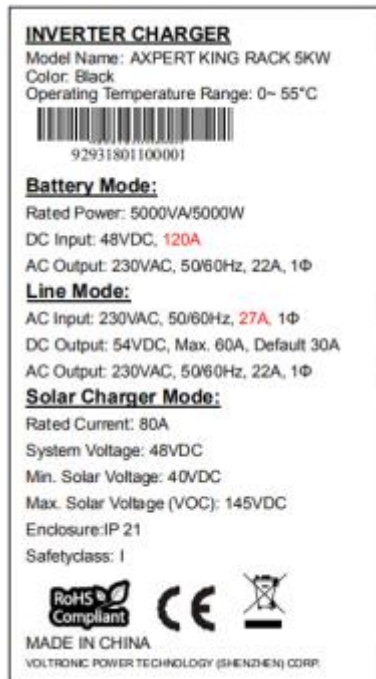 INVERTER CHARGER
Model Name: AXPERT KING RACK 5KW
Color: Black
Operating Temperature Range: 0~ 55°C
92931801100001
Battery Mode:
Rated Power: 5000VA/5000W
DC Input: 48VDC, 120A
AC Output: 230VAC, 50/60Hz, 22A, 1Φ
Line Mode:
AC Input: 230VAC, 50/60Hz, 27A, 1Φ
DC Output: 54VDC, Max. 60A, Default 30A
AC Output: 230VAC, 50/60Hz, 22A, 1Φ
Solar Charger Mode:
Rated Current: 80A
System Voltage: 48VDC
Min. Solar Voltage: 40VDC
Max. Solar Voltage (VOC): 145VDC
Enclosure:IP 21
Safetyclass: I
RoHS
Compliant
CE
MADE IN CHINA
VOLTRONIC POWER TECHNOLOGY (SHENZHEN) CORP.